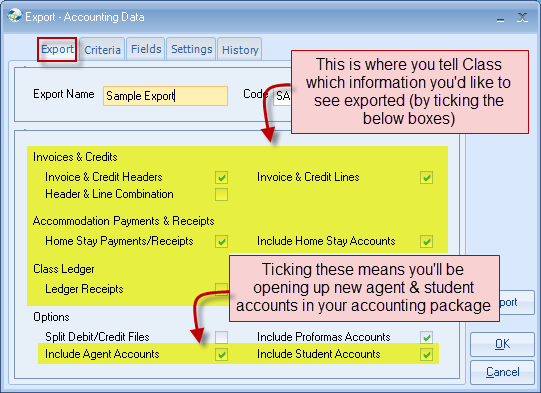 Export - Accounting Data
Export Criteria Fields Settings History
This is where you tell Class
which information you'd like to
see exported (by ticking the
below boxes)
Export Name Sample Export Code SA
Invoices & Credits
Invoice & Credit Headers Invoice & Credit Lines
Header & Line Combination
Accommodation Payments & Receipts
Home Stay Payments/Receipts Include Home Stay Accounts
Class Ledger
Ledger Receipts
Ticking these means you'll be
opening up new agent & student
accounts in your accounting package
Options
Split Debit/Credit Files Include Proformas Accounts
Include Agent Accounts Include Student Accounts
port
OK
Cancel